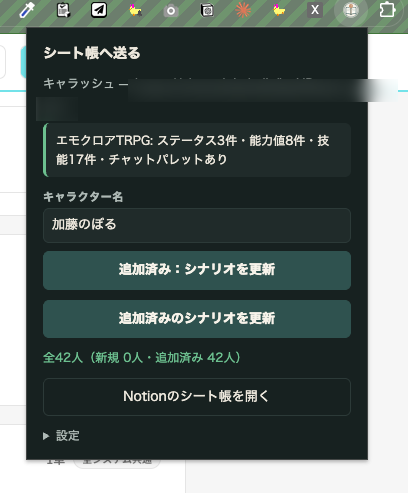 シート帳へ送る
キャラッシュ —
エモクロアTRPG: ステータス3件・能力値8件・技
能17件・チャットパレットあり
キャラクター名
加藤のぼる
追加済み：シナリオを更新
追加済みのシナリオを更新
全42人（新規 0人・追加済み 42人）
Notionのシート帳を開く
▶ 設定